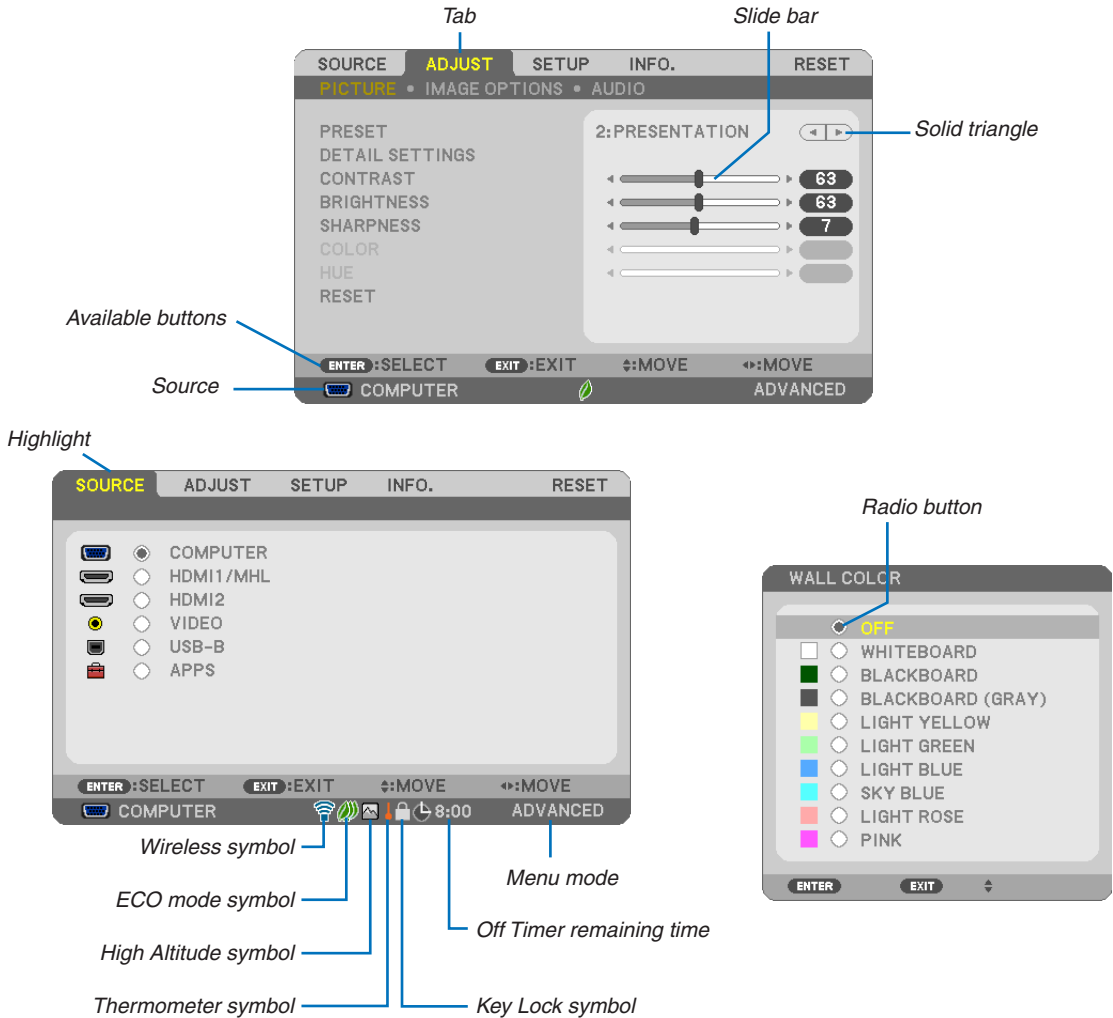 Tab
Slide bar
SOURCE ADJUST SETUP INFO. RESET
PICTURE • IMAGE OPTIONS • AUDIO
PRESET 2:PRESENTATION
Solid triangle
DETAIL SETTINGS
CONTRAST 63
BRIGHTNESS 63
SHARPNESS 7
COLOR
HUE
RESET
Available buttons
ENTER :SELECT EXIT :EXIT :MOVE :MOVE
Source
COMPUTER ADVANCED
Highlight
SOURCE ADJUST SETUP INFO. RESET
COMPUTER
HDMI1/MHL
HDMI2
VIDEO
USB-B
APPS
ENTER :SELECT EXIT :EXIT :MOVE :MOVE
COMPUTER 8:00 ADVANCED
Wireless symbol
Menu mode
ECO mode symbol
Off Timer remaining time
High Altitude symbol
Thermometer symbol
Key Lock symbol
Radio button
WALL COLOR
OFF
WHITEBOARD
BLACKBOARD
BLACKBOARD (GRAY)
LIGHT YELLOW
LIGHT GREEN
LIGHT BLUE
SKY BLUE
LIGHT ROSE
PINK
ENTER EXIT